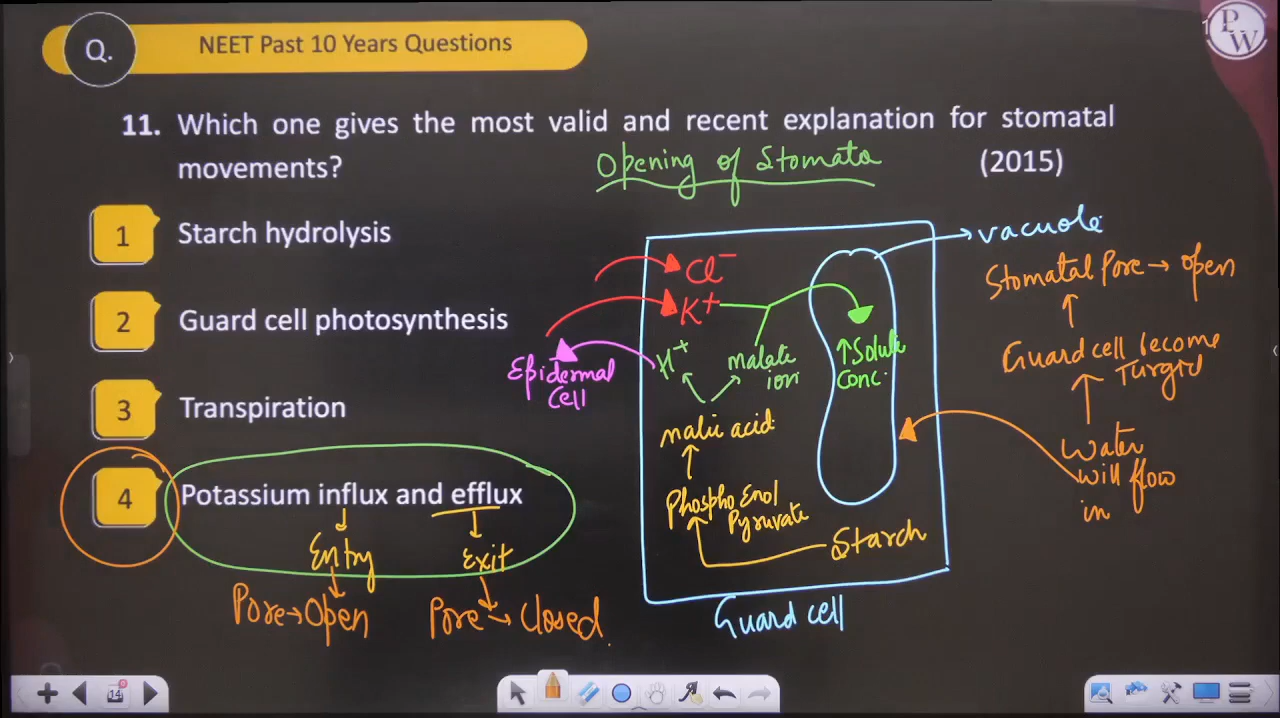 Q.
NEET Past 10 Years Questions
PW
11. Which one gives the most valid and recent explanation for stomatal
movements?
(2015)
Opening of Stomata
1
Starch hydrolysis
2
Guard cell photosynthesis
3
Transpiration
4
Potassium influx and efflux
Entry
Exit
Pore→Open
Pore→Closed
vacuole
Cl⁻
K⁺
H⁺
malate
ion
↑Solute
Conc.
Epidermal
Cell
malic acid
Phospho Enol
Pyruvate
Starch
Guard cell
Stomatal Pore → open
Guard cell become
Turgid
Water
will flow
in
14